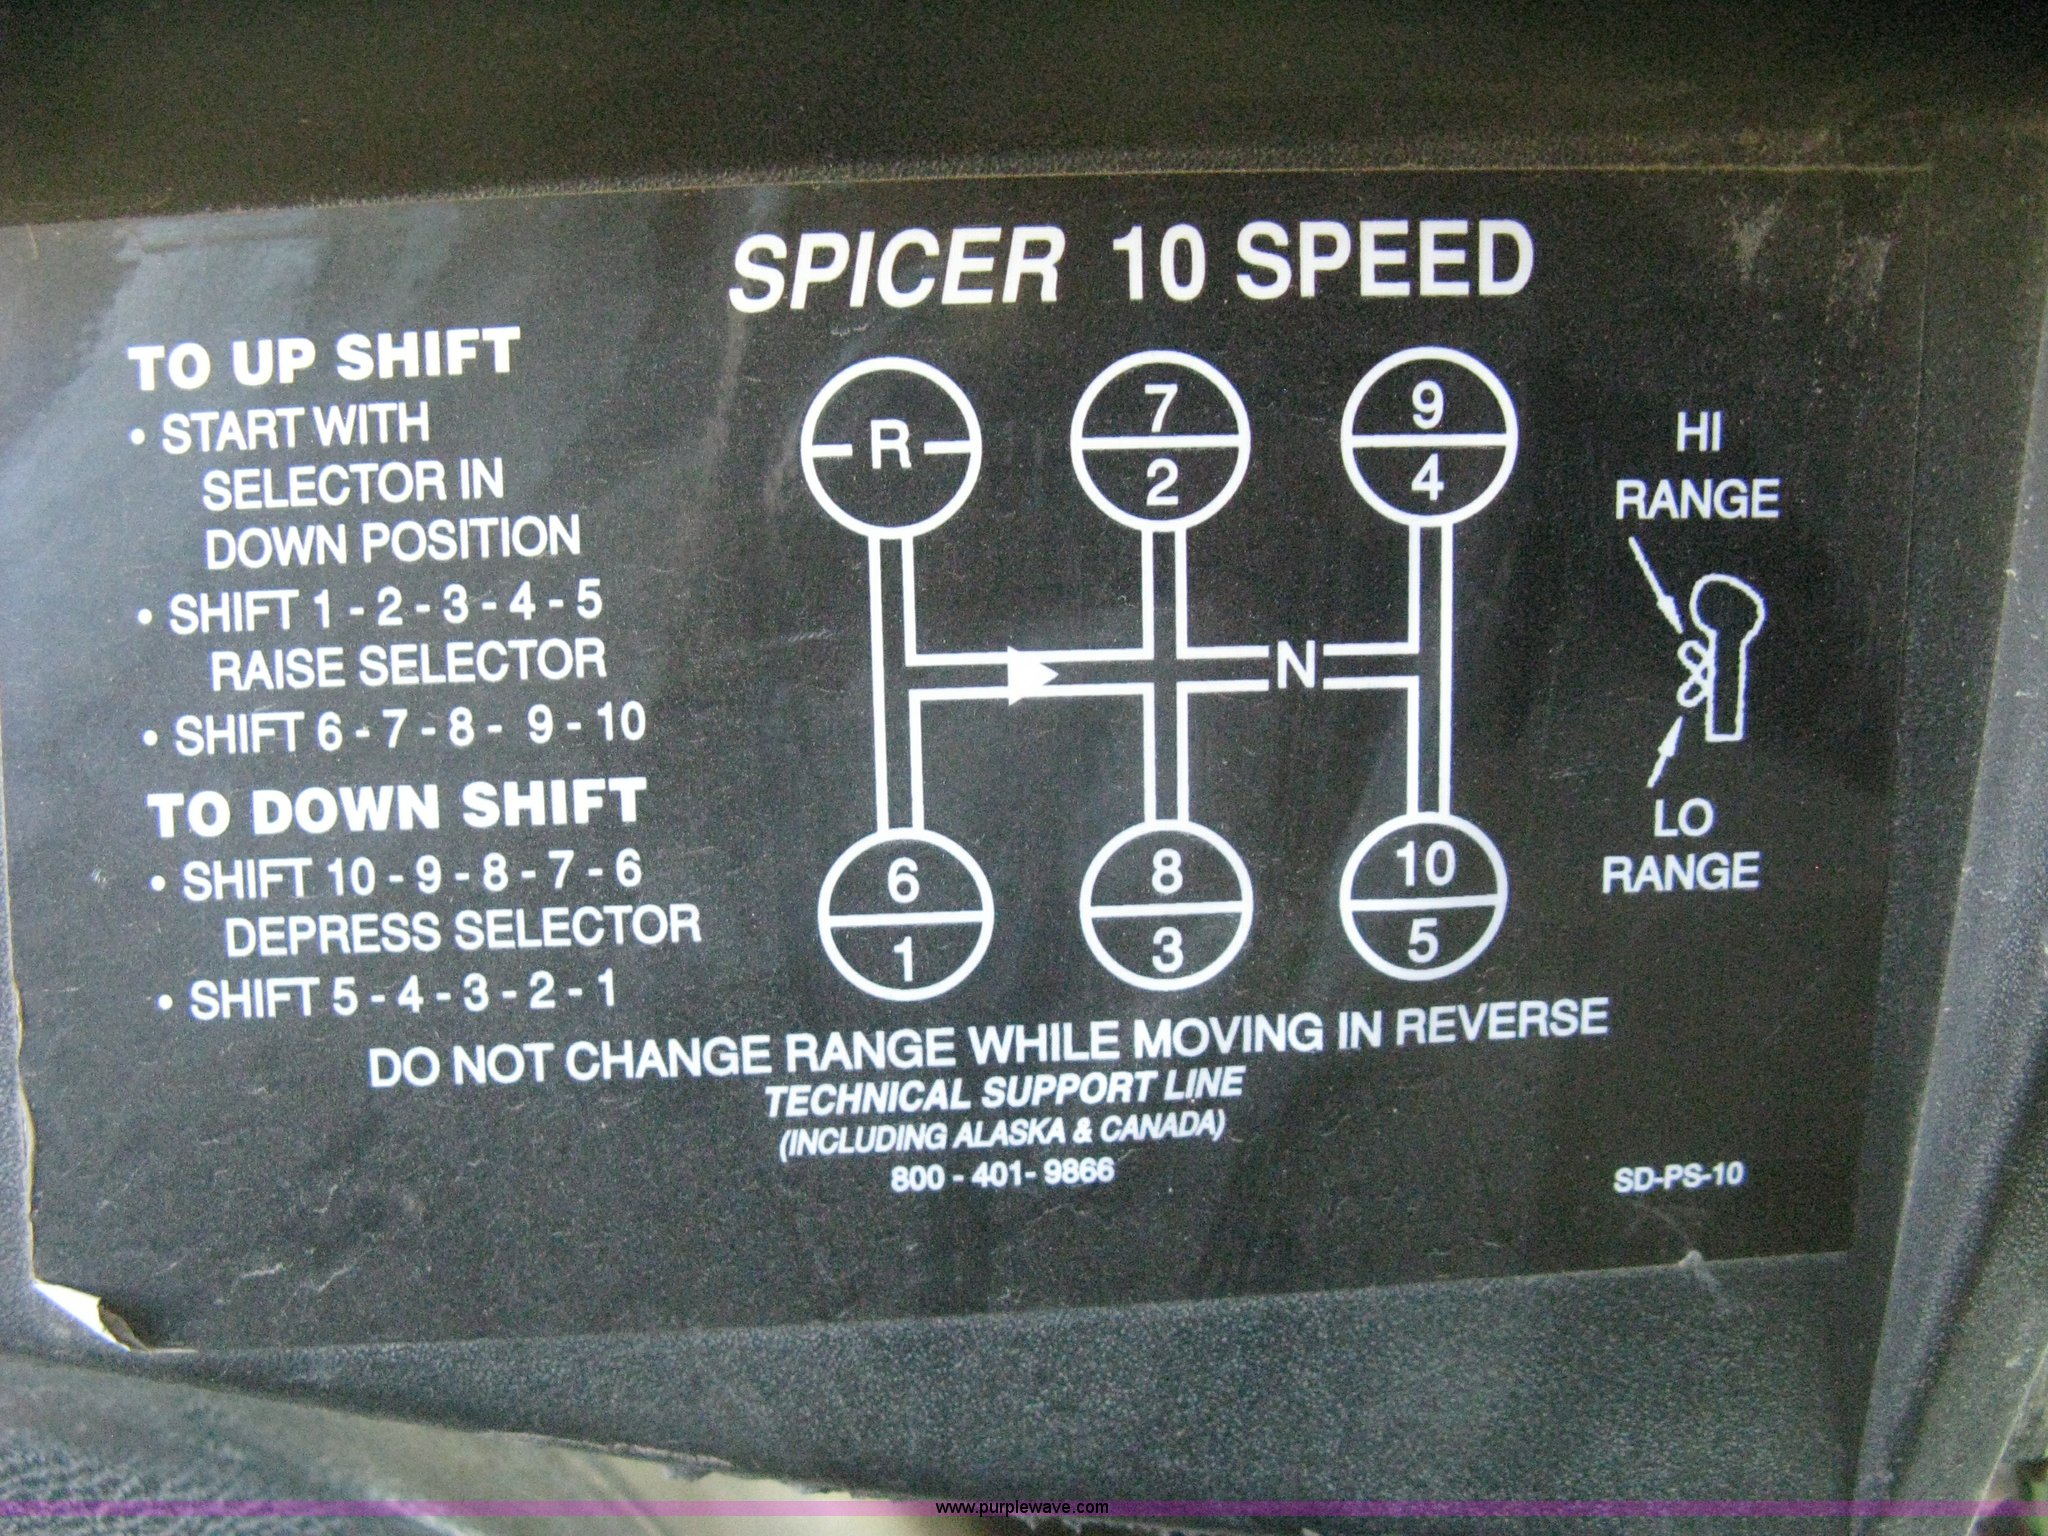 SPICER 10 SPEED
TO UP SHIFT
• START WITH
SELECTOR IN
DOWN POSITION
• SHIFT 1 - 2 - 3 - 4 - 5
RAISE SELECTOR
• SHIFT 6 - 7 - 8 - 9 - 10
TO DOWN SHIFT
• SHIFT 10 - 9 - 8 - 7 - 6
DEPRESS SELECTOR
• SHIFT 5 - 4 - 3 - 2 - 1
R
7
2
9
4
N
6
1
8
3
10
5
HI
RANGE
LO
RANGE
DO NOT CHANGE RANGE WHILE MOVING IN REVERSE
TECHNICAL SUPPORT LINE
(INCLUDING ALASKA & CANADA)
800 - 401- 9866
SD-PS-10
www.purplewave.com